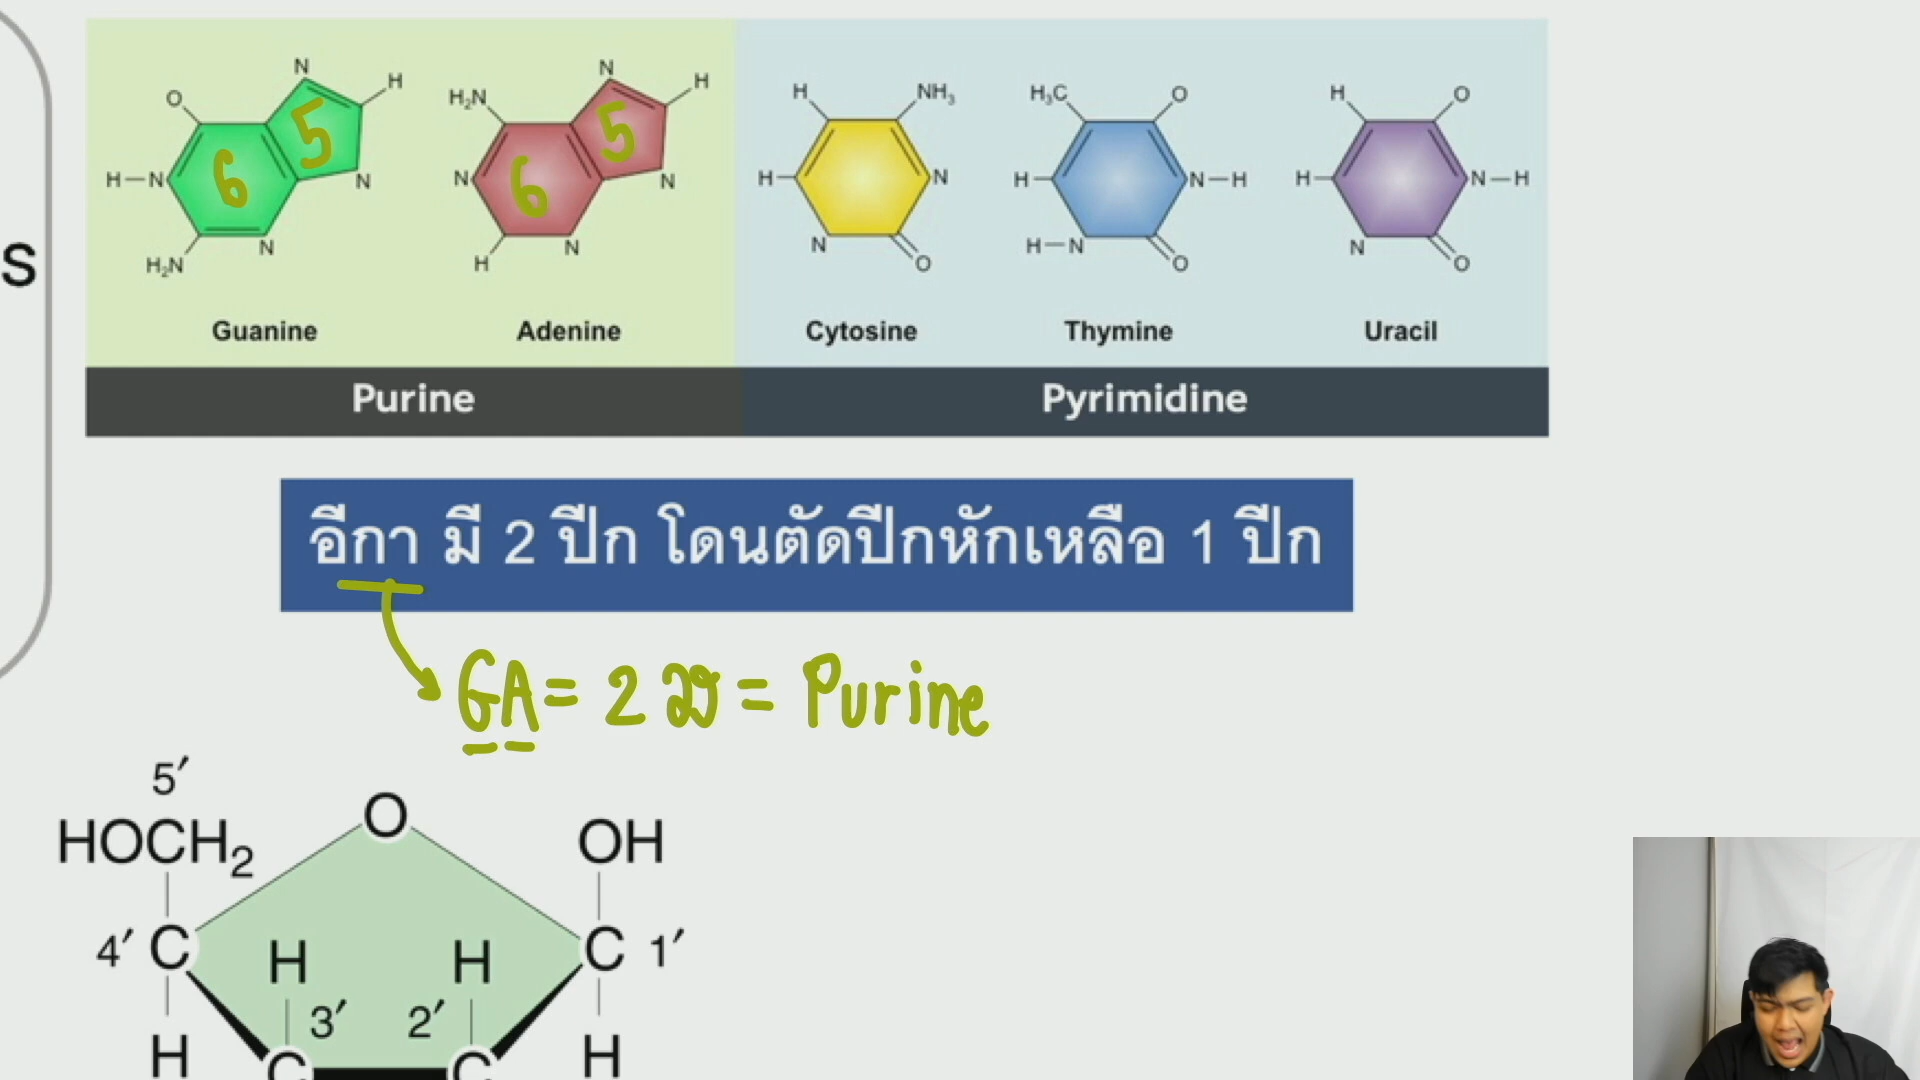 S
N H O 5 6 H—N N N H₂N
N H H₂N 5 6 N N N H
H NH₃ H N N O
H₃C O H N—H H—N O
H O H N—H N O
Guanine Adenine Cytosine Thymine Uracil
Purine Pyrimidine
อีกา มี 2 ปีก โดนตัดปีกหักเหลือ 1 ปีก
GA = 2 วง = Purine
5′
O
HOCH₂ OH
4′ C H H C 1′
3′ 2′
H C C H